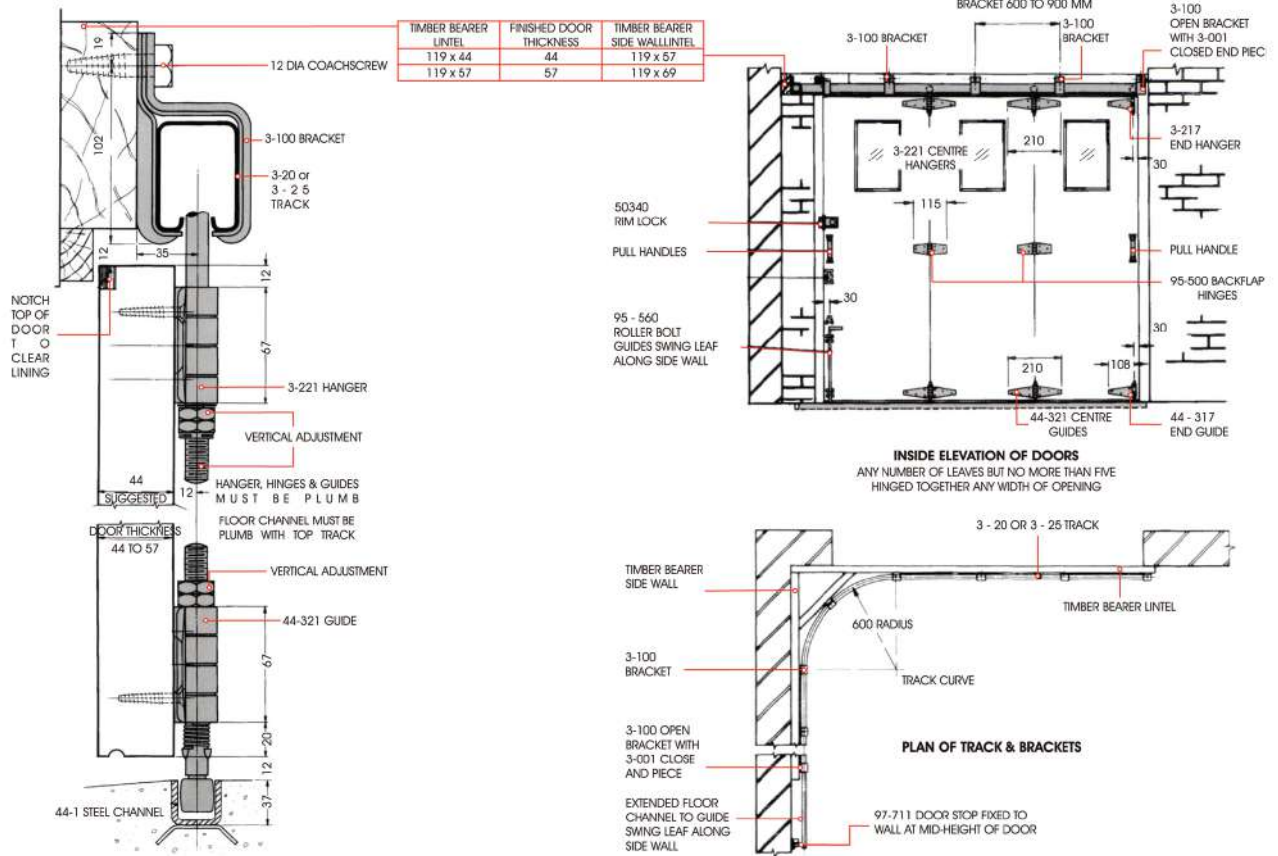 TIMBER BEARER LINTEL
FINISHED DOOR THICKNESS
TIMBER BEARER SIDE WALLLINTEL
119 x 44
44
119 x 57
119 x 57
57
119 x 69
19
12 DIA COACHSCREW
102
3-100 BRACKET
3-20 or
3 - 2 5
TRACK
12
35
12
NOTCH
TOP OF
DOOR
T O
CLEAR
LINING
67
3-221 HANGER
VERTICAL ADJUSTMENT
44
SUGGESTED
12
HANGER, HINGES & GUIDES
MUST BE PLUMB
DOOR THICKNESS
44 TO 57
FLOOR CHANNEL MUST BE
PLUMB WITH TOP TRACK
VERTICAL ADJUSTMENT
44-321 GUIDE
67
20
12
37
44-1 STEEL CHANNEL
BRACKET 600 TO 900 MM
3-100 BRACKET
3-100
BRACKET
3-100
OPEN BRACKET
WITH 3-001
CLOSED END PIEC
3-221 CENTRE
HANGERS
210
3-217
END HANGER
30
50340
RIM LOCK
115
PULL HANDLES
PULL HANDLE
95-500 BACKFLAP
HINGES
30
95 - 560
ROLLER BOLT
GUIDES SWING LEAF
ALONG SIDE WALL
30
210
108
44-321 CENTRE
GUIDES
44 - 317
END GUIDE
INSIDE ELEVATION OF DOORS
ANY NUMBER OF LEAVES BUT NO MORE THAN FIVE
HINGED TOGETHER ANY WIDTH OF OPENING
3 - 20 OR 3 - 25 TRACK
TIMBER BEARER
SIDE WALL
TIMBER BEARER LINTEL
600 RADIUS
3-100
BRACKET
TRACK CURVE
3-100 OPEN
BRACKET WITH
3-001 CLOSE
AND PIECE
PLAN OF TRACK & BRACKETS
EXTENDED FLOOR
CHANNEL TO GUIDE
SWING LEAF ALONG
SIDE WALL
97-711 DOOR STOP FIXED TO
WALL AT MID-HEIGHT OF DOOR